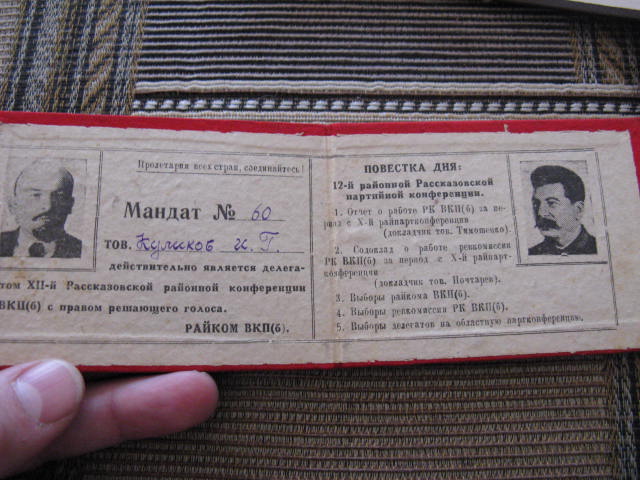 Пролетарии всех стран, соединяйтесь!
Мандат № 60
тов. Куликов И. Г.
действительно является делега-
том XII-й Рассказовской районной конференции
ВКП(б) с правом решающего голоса.
РАЙКОМ ВКП(б).
ПОВЕСТКА ДНЯ:
12-й районной Рассказовской
партийной конференции.
1. Отчет о работе РК ВКП(б) за пе-
риод с X-й райпартконференции
(докладчик тов. Тимошенко).
2. Содоклад о работе ревкомиссии
РК ВКП(б) за период с X-й райпарт-
конференции
(докладчик тов. Почтарев).
3. Выборы райкома ВКП(б).
4. Выборы ревкомиссии РК ВКП(б).
5. Выборы делегатов на областную партконференцию.